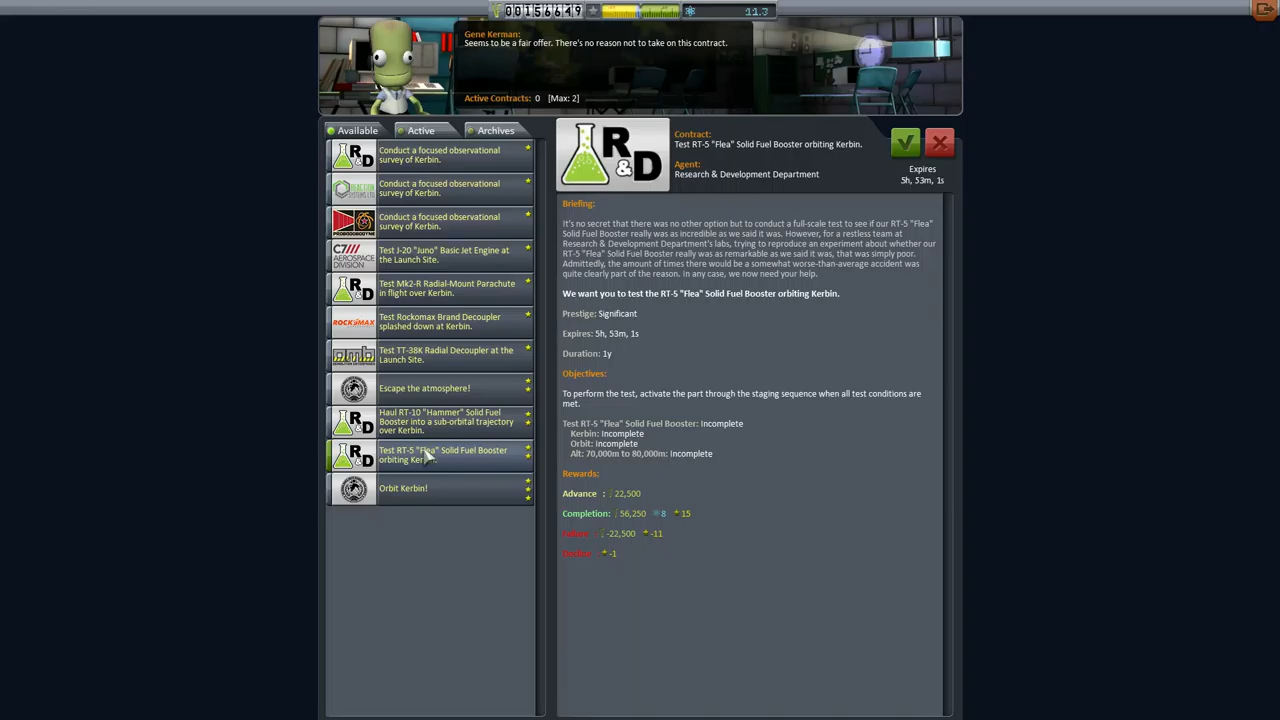 00156649
11.3
Gene Kerman:
Seems to be a fair offer. There's no reason not to take on this contract.
Active Contracts: 0 [Max: 2]
Available
Active
Archives
R&D
Conduct a focused observational
survey of Kerbin.
REACTION
SYSTEMS LTD
Conduct a focused observational
survey of Kerbin.
PROBODOBODYNE
Conduct a focused observational
survey of Kerbin.
C7///
AEROSPACE
DIVISION
Test J-20 "Juno" Basic Jet Engine at
the Launch Site.
R&D
Test Mk2-R Radial-Mount Parachute
in flight over Kerbin.
ROCKOMAX
Test Rockomax Brand Decoupler
splashed down at Kerbin.
Test TT-38K Radial Decoupler at the
Launch Site.
Escape the atmosphere!
R&D
Haul RT-10 "Hammer" Solid Fuel
Booster into a sub-orbital trajectory
over Kerbin.
R&D
Test RT-5 "Flea" Solid Fuel Booster
orbiting Kerbin.
Orbit Kerbin!
R&D
Contract:
Test RT-5 "Flea" Solid Fuel Booster orbiting Kerbin.
Agent:
Research & Development Department
Expires
5h, 53m, 1s
Briefing:
It's no secret that there was no other option but to conduct a full-scale test to see if our RT-5 "Flea"
Solid Fuel Booster really was as incredible as we said it was. However, for a restless team at
Research & Development Department's labs, trying to reproduce an experiment about whether our
RT-5 "Flea" Solid Fuel Booster really was as remarkable as we said it was, that was simply poor.
Admittedly, the amount of times there would be a somewhat worse-than-average accident was
quite clearly part of the reason. In any case, we now need your help.
We want you to test the RT-5 "Flea" Solid Fuel Booster orbiting Kerbin.
Prestige: Significant
Expires: 5h, 53m, 1s
Duration: 1y
Objectives:
To perform the test, activate the part through the staging sequence when all test conditions are
met.
Test RT-5 "Flea" Solid Fuel Booster: Incomplete
Kerbin: Incomplete
Orbit: Incomplete
Alt: 70,000m to 80,000m: Incomplete
Rewards:
Advance : 22,500
Completion: 56,250 8 15
Failure: -22,500 -11
Decline: -1